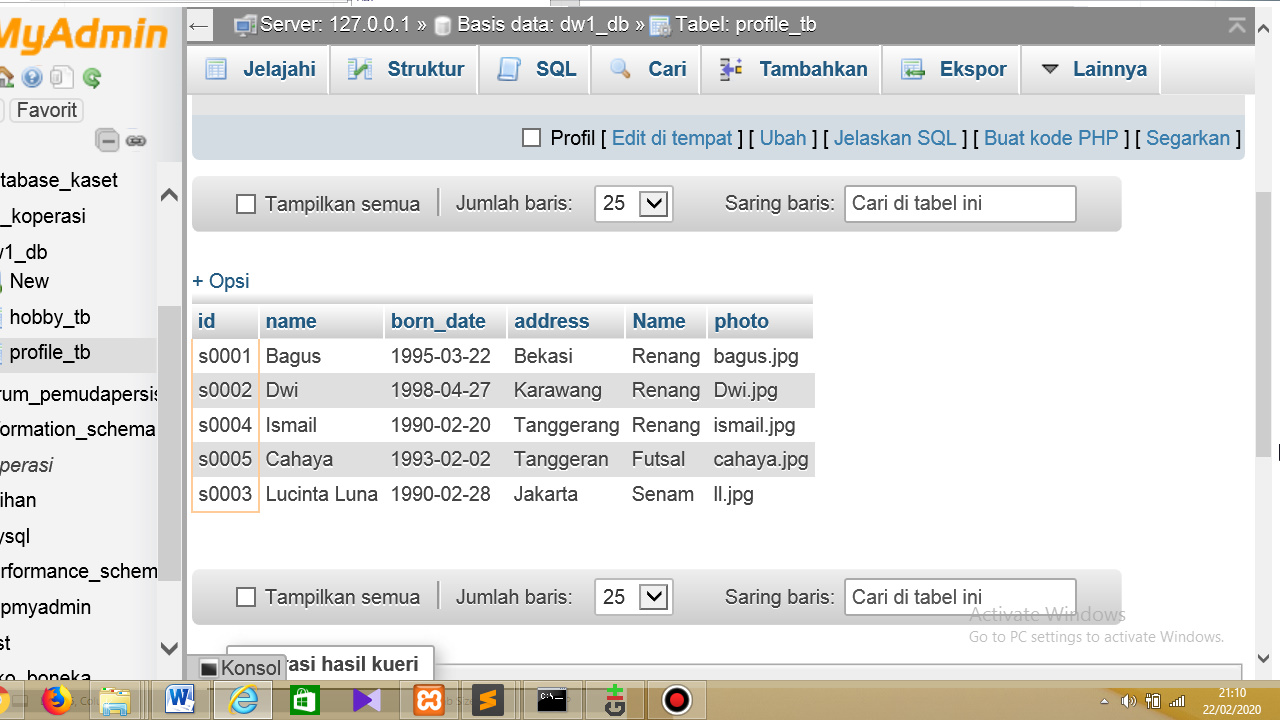 MyAdmin
← Server: 127.0.0.1 » Basis data: dw1_db » Tabel: profile_tb
Jelajahi Struktur SQL Cari Tambahkan Ekspor Lainnya
Favorit
Profil [ Edit di tempat ] [ Ubah ] [ Jelaskan SQL ] [ Buat kode PHP ] [ Segarkan ]
tabase_kaset
_koperasi
w1_db
New
hobby_tb
profile_tb
rum_pemudapersis
ormation_schema
perasi
ihan
ysql
rformance_schem
pmyadmin
st
ko_boneka
Tampilkan semua Jumlah baris: 25 Saring baris: Cari di tabel ini
+ Opsi
id name born_date address Name photo
s0001 Bagus 1995-03-22 Bekasi Renang bagus.jpg
s0002 Dwi 1998-04-27 Karawang Renang Dwi.jpg
s0004 Ismail 1990-02-20 Tanggerang Renang ismail.jpg
s0005 Cahaya 1993-02-02 Tanggeran Futsal cahaya.jpg
s0003 Lucinta Luna 1990-02-28 Jakarta Senam ll.jpg
Tampilkan semua Jumlah baris: 25 Saring baris: Cari di tabel ini
Activate Windows
Go to PC settings to activate Windows.
Konsol rasi hasil kueri
21:10
22/02/2020